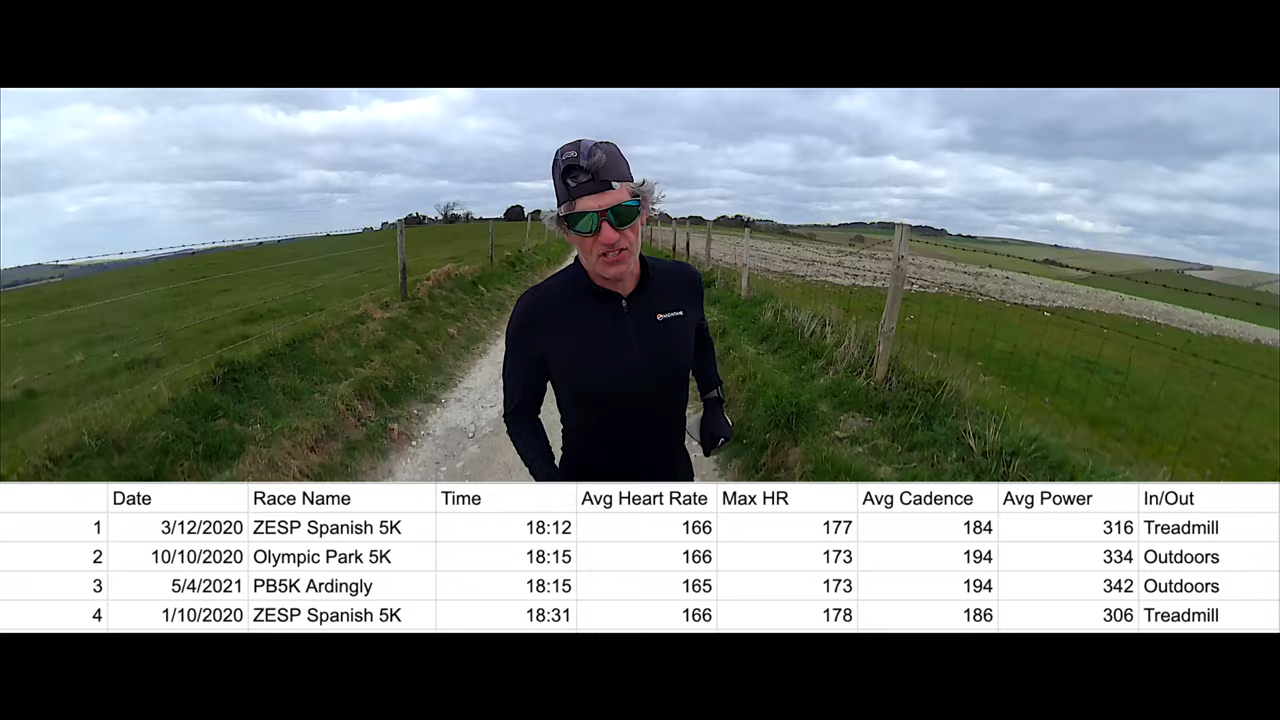 MONTANE
Date Race Name Time Avg Heart Rate Max HR Avg Cadence Avg Power In/Out
1 3/12/2020 ZESP Spanish 5K 18:12 166 177 184 316 Treadmill
2 10/10/2020 Olympic Park 5K 18:15 166 173 194 334 Outdoors
3 5/4/2021 PB5K Ardingly 18:15 165 173 194 342 Outdoors
4 1/10/2020 ZESP Spanish 5K 18:31 166 178 186 306 Treadmill